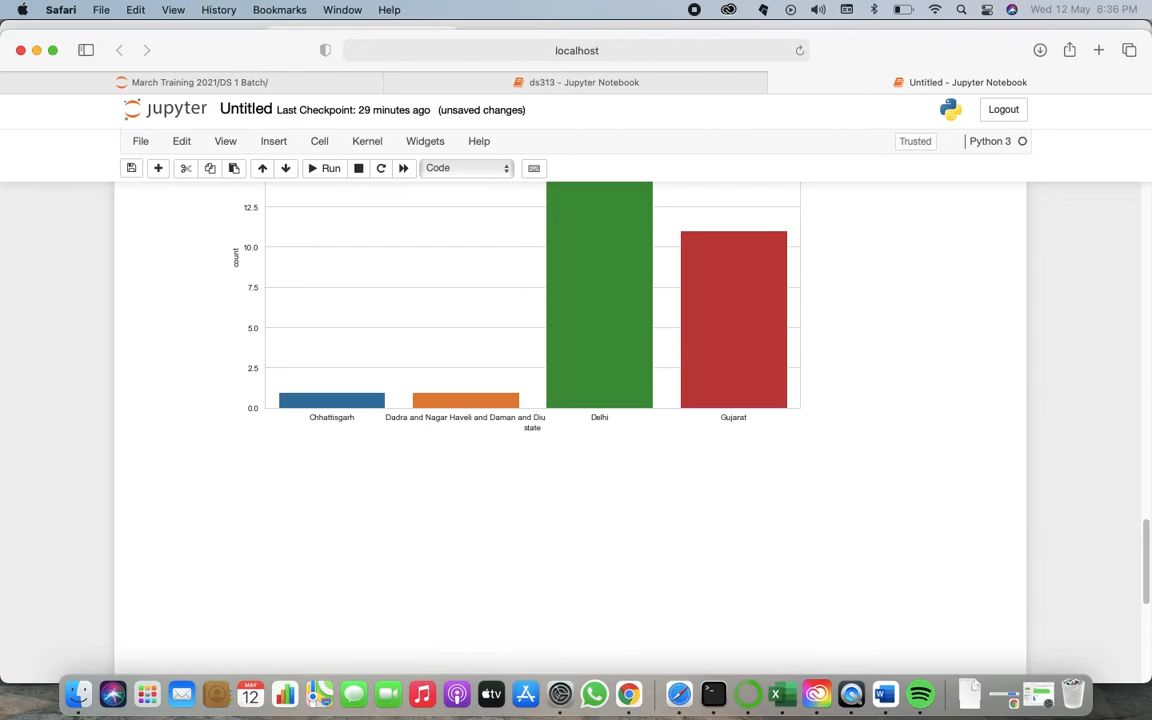 Safari File Edit View History Bookmarks Window Help Wed 12 May 8:36 PM
localhost
March Training 2021/DS 1 Batch/ ds313 - Jupyter Notebook Untitled - Jupyter Notebook
jupyter Untitled Last Checkpoint: 29 minutes ago (unsaved changes) Logout
File Edit View Insert Cell Kernel Widgets Help Trusted Python 3
Run Code
12.5
10.0
count
7.5
5.0
2.5
0.0
Chhattisgarh Dadra and Nagar Haveli and Daman and Diu Delhi Gujarat
state
MAY
12
tv